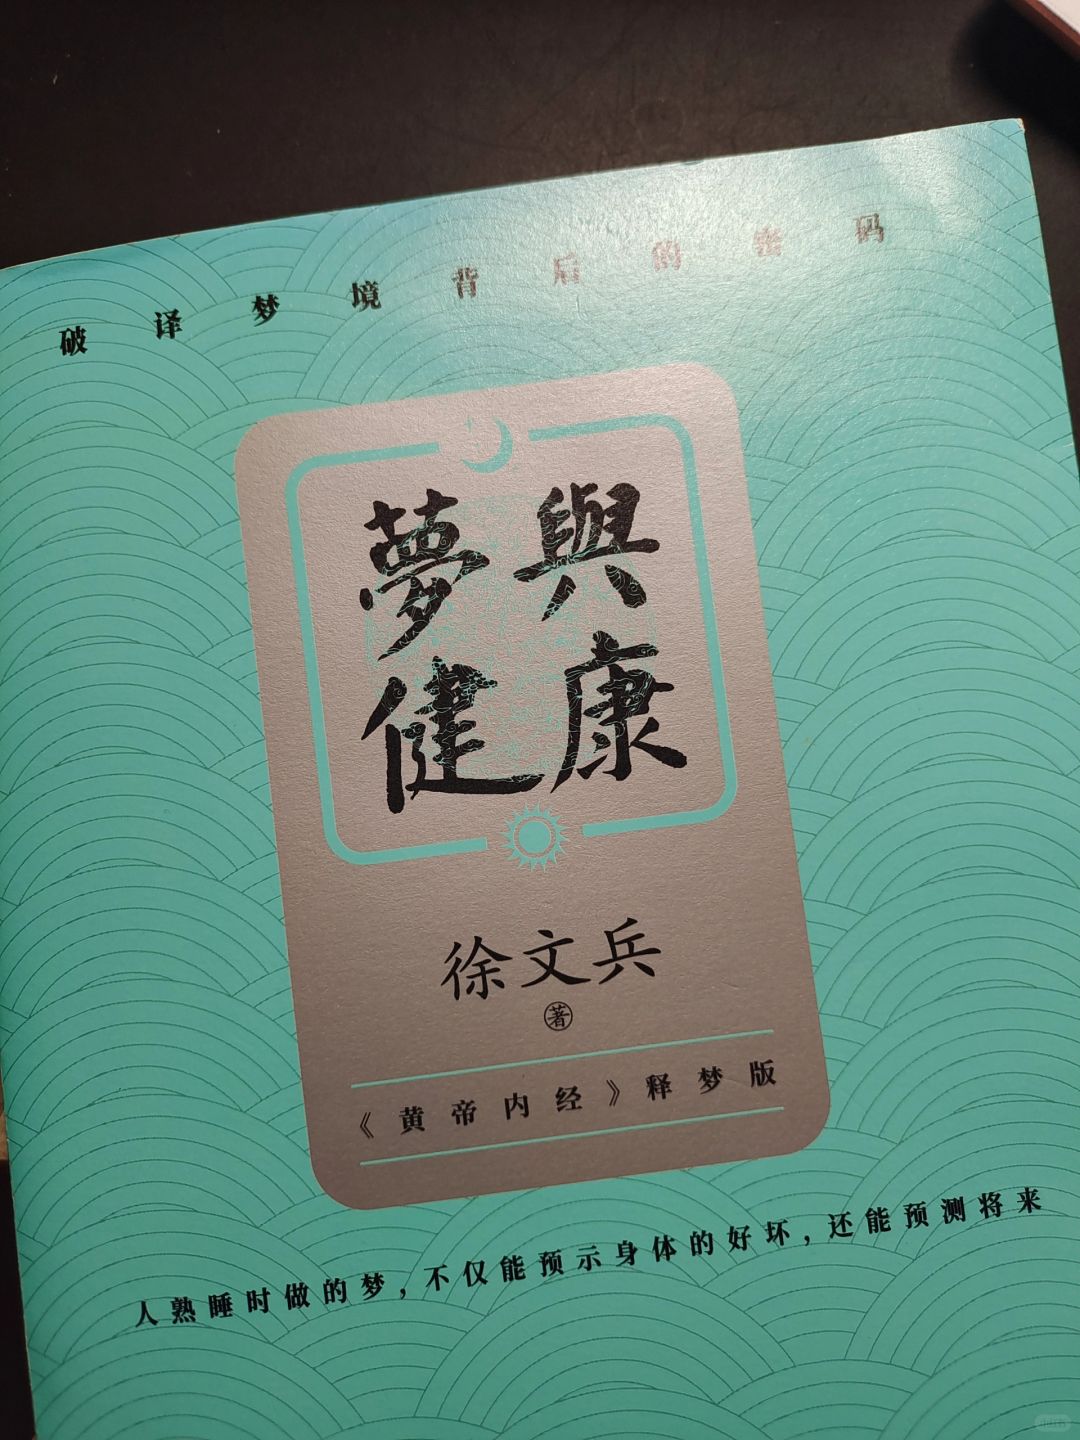 破译梦境背后的密码
夢與
健康
徐文兵
著
《黄帝内经》释梦版
人熟睡时做的梦，不仅能预示身体的好坏，还能预测将来